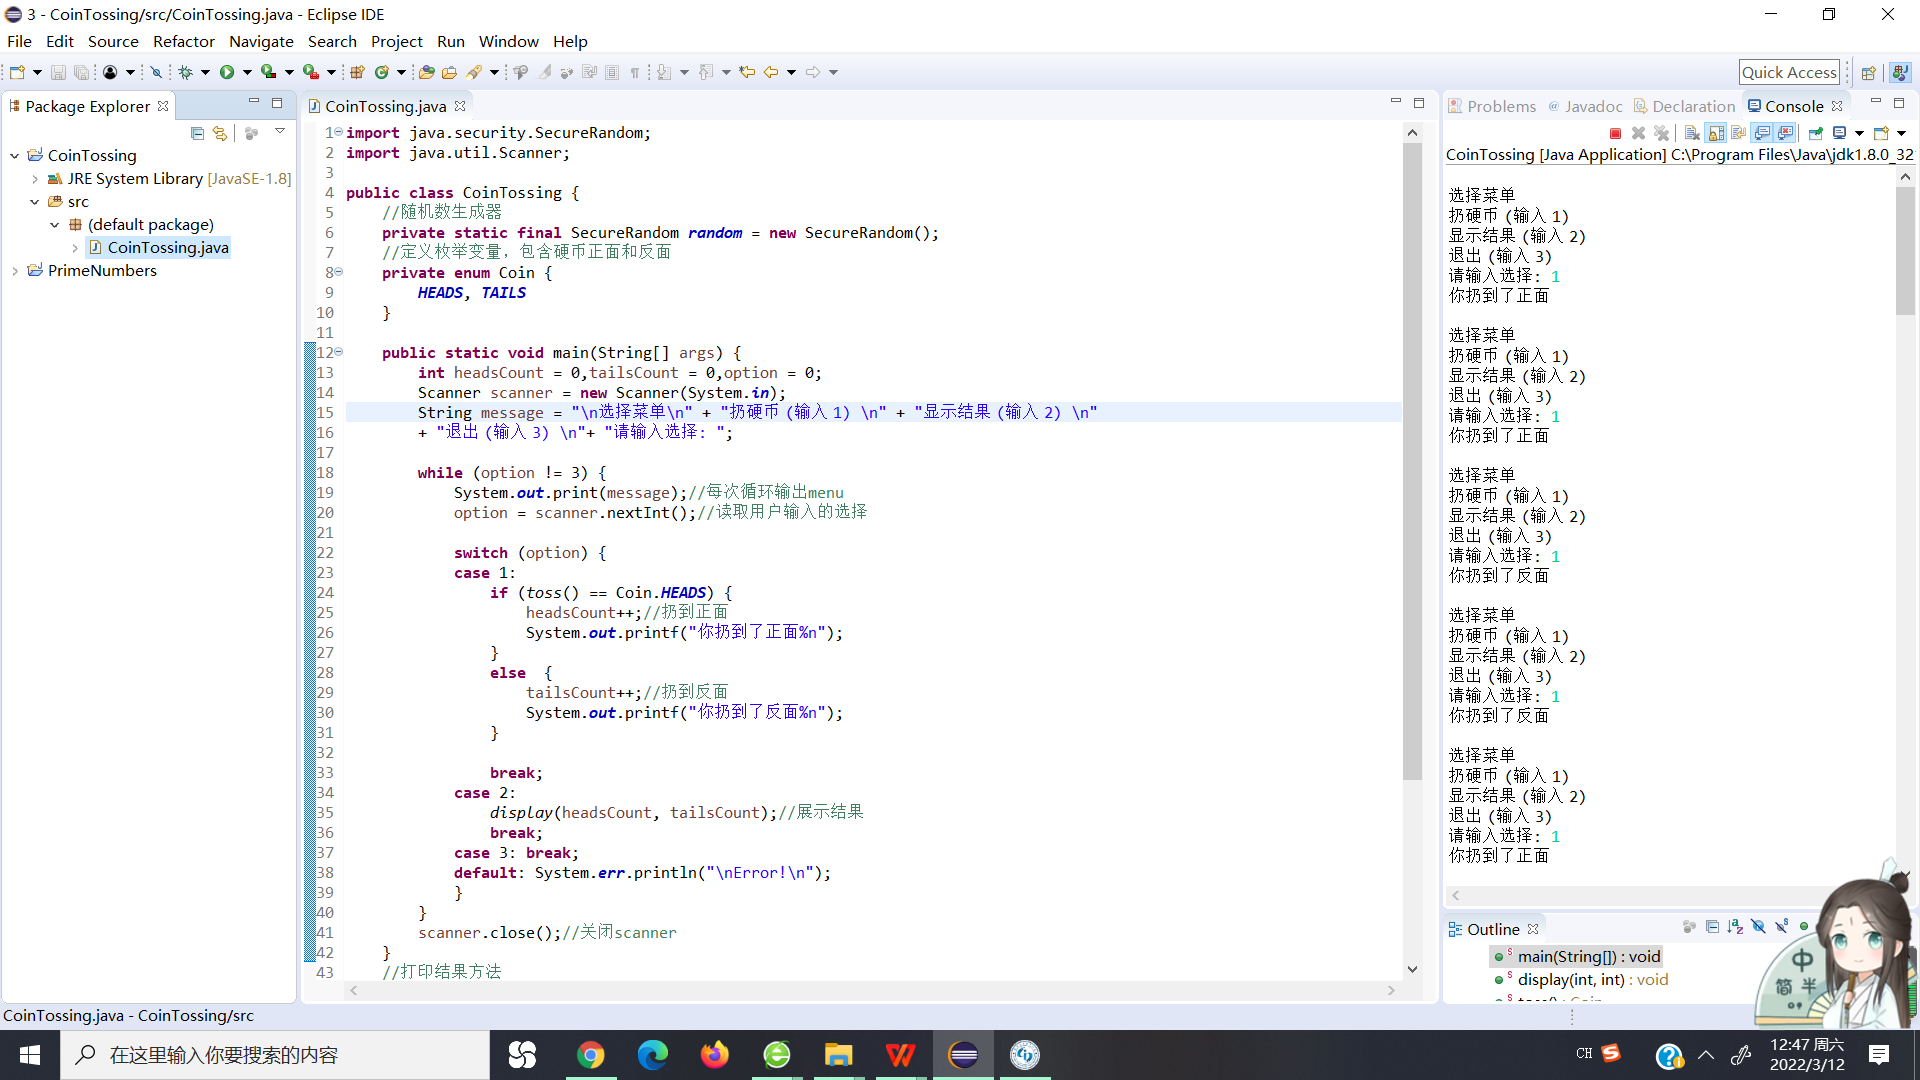 3 - CoinTossing/src/CoinTossing.java - Eclipse IDE
File Edit Source Refactor Navigate Search Project Run Window Help
Quick Access
Package Explorer
CoinTossing
JRE System Library [JavaSE-1.8]
src
(default package)
CoinTossing.java
PrimeNumbers
CoinTossing.java
1 import java.security.SecureRandom;
2 import java.util.Scanner;
3
4 public class CoinTossing {
5 //随机数生成器
6 private static final SecureRandom random = new SecureRandom();
7 //定义枚举变量，包含硬币正面和反面
8 private enum Coin {
9 HEADS, TAILS
10 }
11
12 public static void main(String[] args) {
13 int headsCount = 0,tailsCount = 0,option = 0;
14 Scanner scanner = new Scanner(System.in);
15 String message = "\n选择菜单\n" + "扔硬币 (输入 1) \n" + "显示结果 (输入 2) \n"
16 + "退出 (输入 3) \n"+ "请输入选择: ";
17
18 while (option != 3) {
19 System.out.print(message);//每次循环输出menu
20 option = scanner.nextInt();//读取用户输入的选择
21
22 switch (option) {
23 case 1:
24 if (toss() == Coin.HEADS) {
25 headsCount++;//扔到正面
26 System.out.printf("你扔到了正面%n");
27 }
28 else {
29 tailsCount++;//扔到反面
30 System.out.printf("你扔到了反面%n");
31 }
32
33 break;
34 case 2:
35 display(headsCount, tailsCount);//展示结果
36 break;
37 case 3: break;
38 default: System.err.println("\nError!\n");
39 }
40 }
41 scanner.close();//关闭scanner
42 }
43 //打印结果方法
Problems @ Javadoc Declaration Console
CoinTossing [Java Application] C:\Program Files\Java\jdk1.8.0_32
选择菜单
扔硬币 (输入 1)
显示结果 (输入 2)
退出 (输入 3)
请输入选择: 1
你扔到了正面
选择菜单
扔硬币 (输入 1)
显示结果 (输入 2)
退出 (输入 3)
请输入选择: 1
你扔到了正面
选择菜单
扔硬币 (输入 1)
显示结果 (输入 2)
退出 (输入 3)
请输入选择: 1
你扔到了反面
选择菜单
扔硬币 (输入 1)
显示结果 (输入 2)
退出 (输入 3)
请输入选择: 1
你扔到了反面
选择菜单
扔硬币 (输入 1)
显示结果 (输入 2)
退出 (输入 3)
请输入选择: 1
你扔到了正面
Outline
main(String[]) : void
display(int, int) : void
中
简 半
CoinTossing.java - CoinTossing/src
在这里输入你要搜索的内容
CH
12:47 周六
2022/3/12